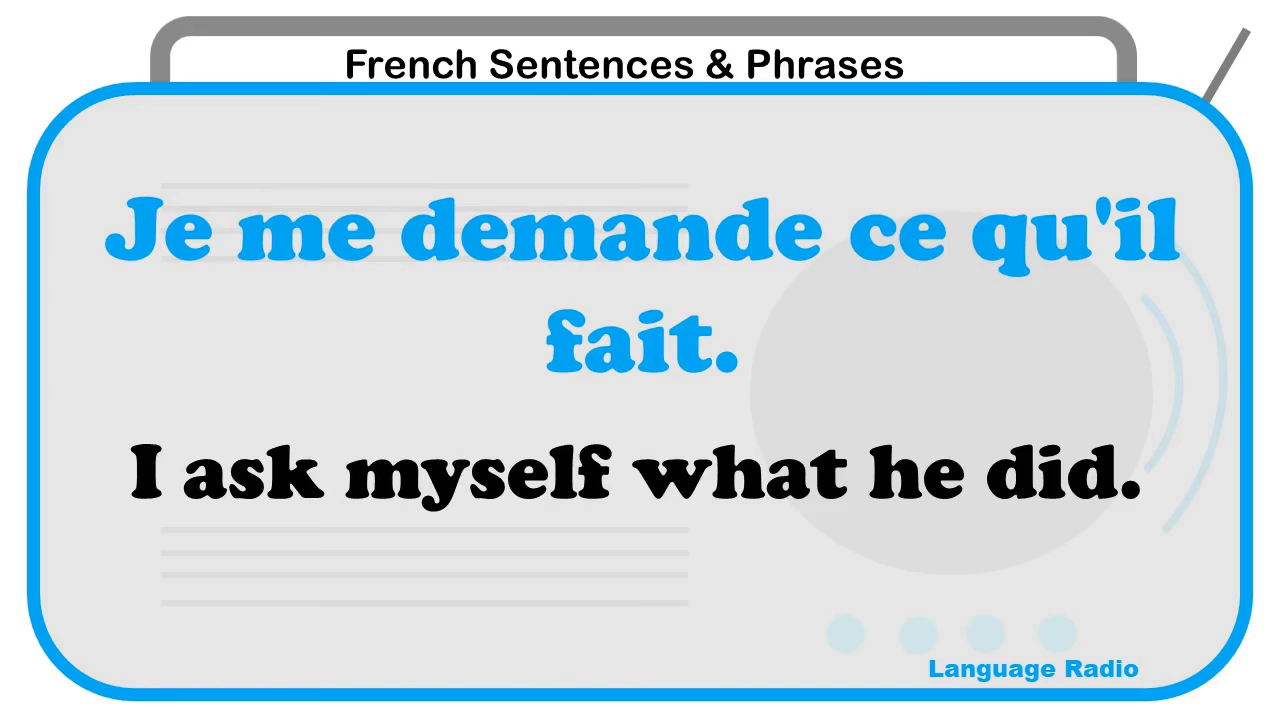 French Sentences & Phrases
Je me demande ce qu'il
fait.
I ask myself what he did.
Language Radio